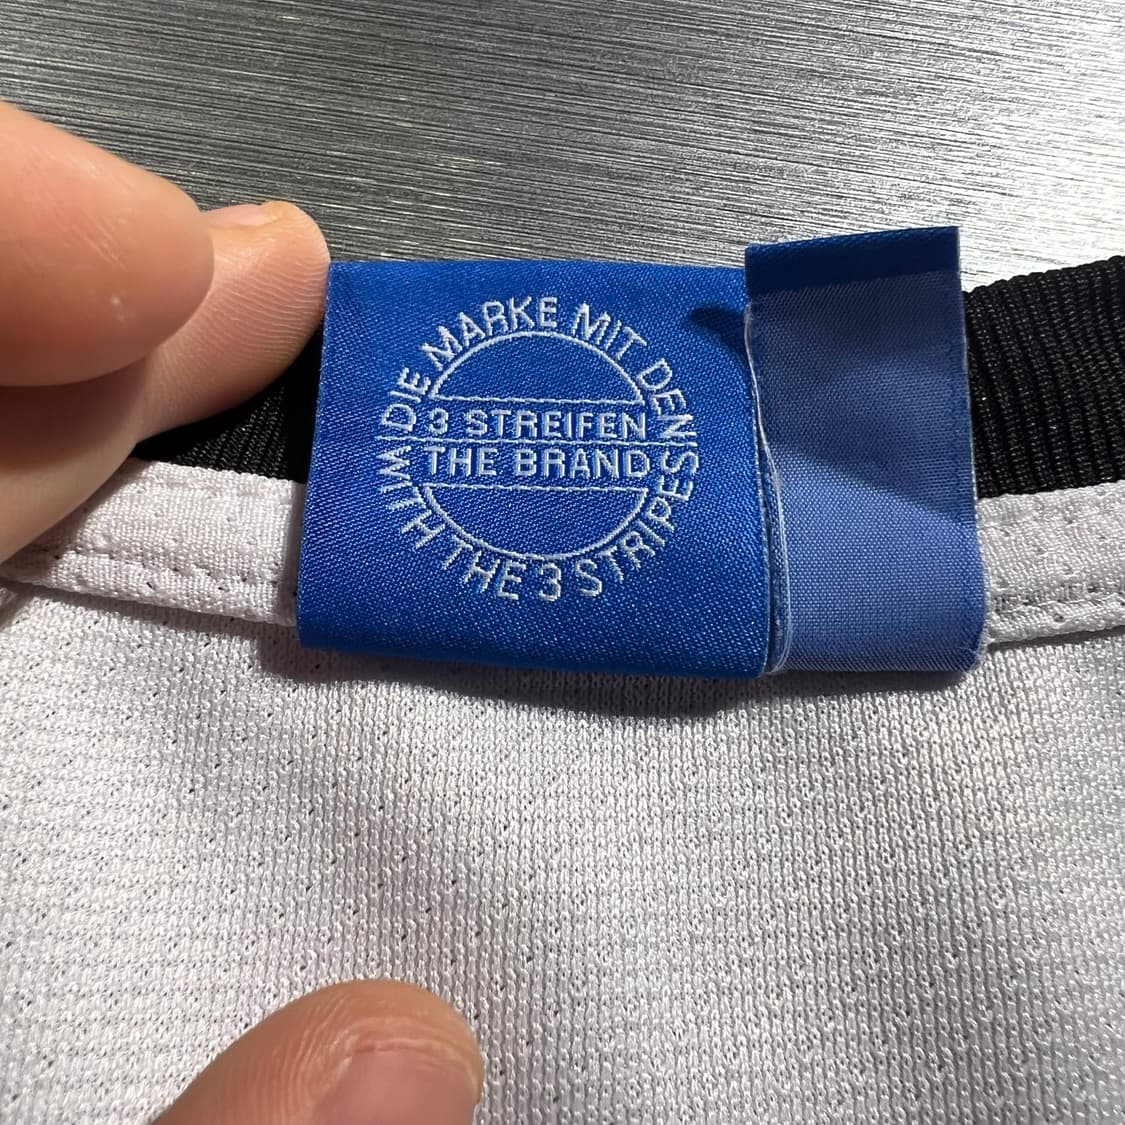 DIE MARKE MIT DEN
3 STREIFEN
THE BRAND
WITH THE 3 STRIPES